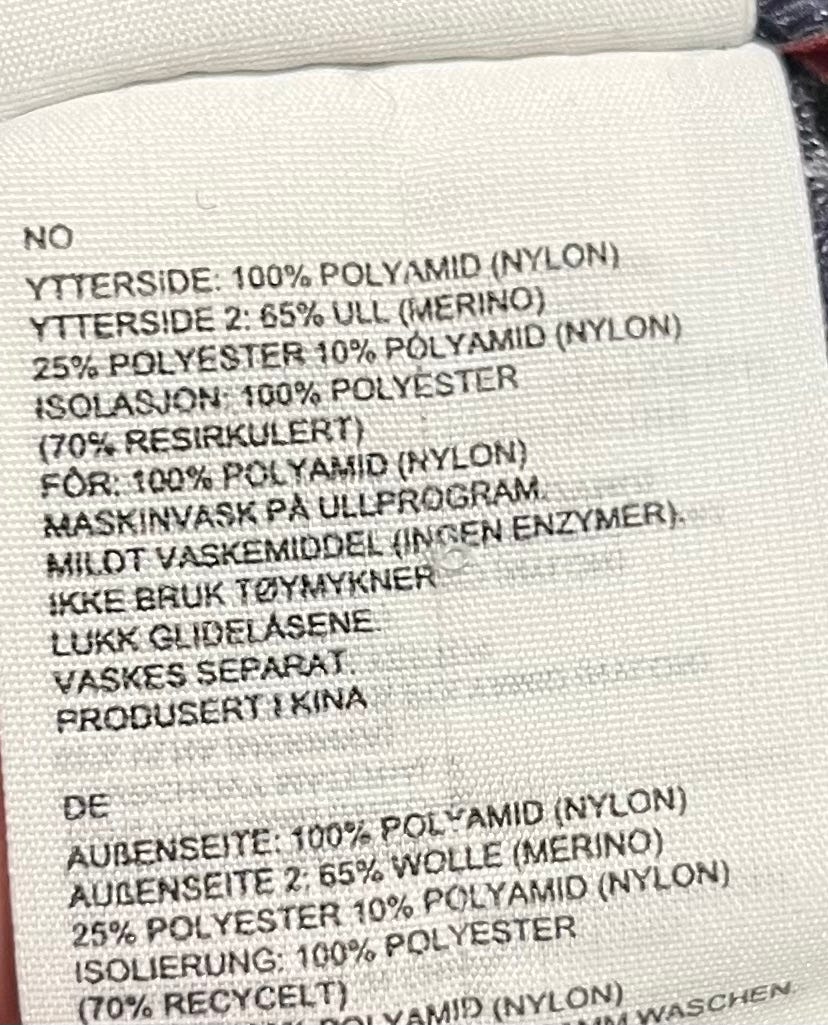 NO
YTTERSIDE: 100% POLYAMID (NYLON)
YTTERSIDE 2: 65% ULL (MERINO)
25% POLYESTER 10% POLYAMID (NYLON)
ISOLASJON: 100% POLYESTER
(70% RESIRKULERT)
FÔR: 100% POLYAMID (NYLON)
MASKINVASK PÅ ULLPROGRAM.
MILDT VASKEMIDDEL (INGEN ENZYMER).
IKKE BRUK TØYMYKNER
LUKK GLIDELÅSENE.
VASKES SEPARAT.
PRODUSERT I KINA
DE
AUßENSEITE: 100% POLYAMID (NYLON)
AUßENSEITE 2: 65% WOLLE (MERINO)
25% POLYESTER 10% POLYAMID (NYLON)
ISOLIERUNG: 100% POLYESTER
(70% RECYCELT)
POLYAMID (NYLON)
WASCHEN